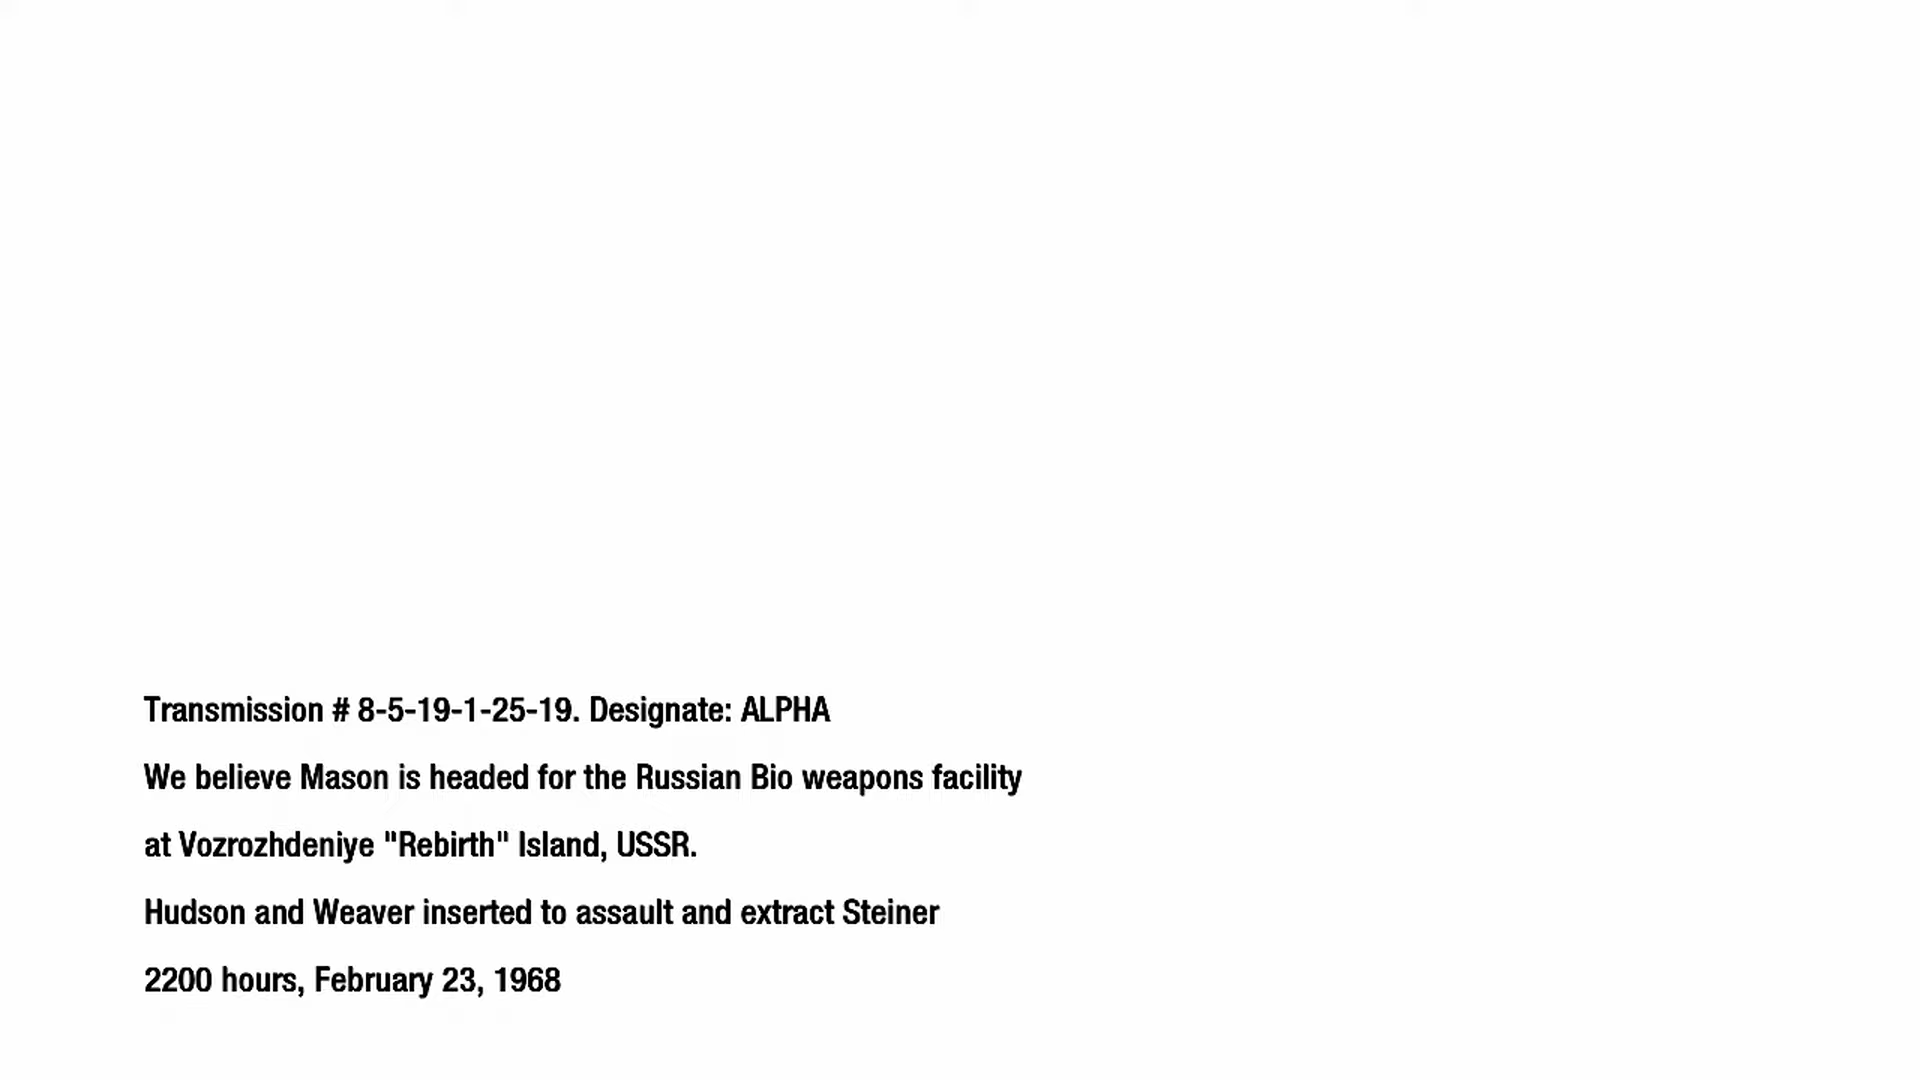 Transmission # 8-5-19-1-25-19. Designate: ALPHA
We believe Mason is headed for the Russian Bio weapons facility
at Vozrozhdeniye "Rebirth" Island, USSR.
Hudson and Weaver inserted to assault and extract Steiner
2200 hours, February 23, 1968